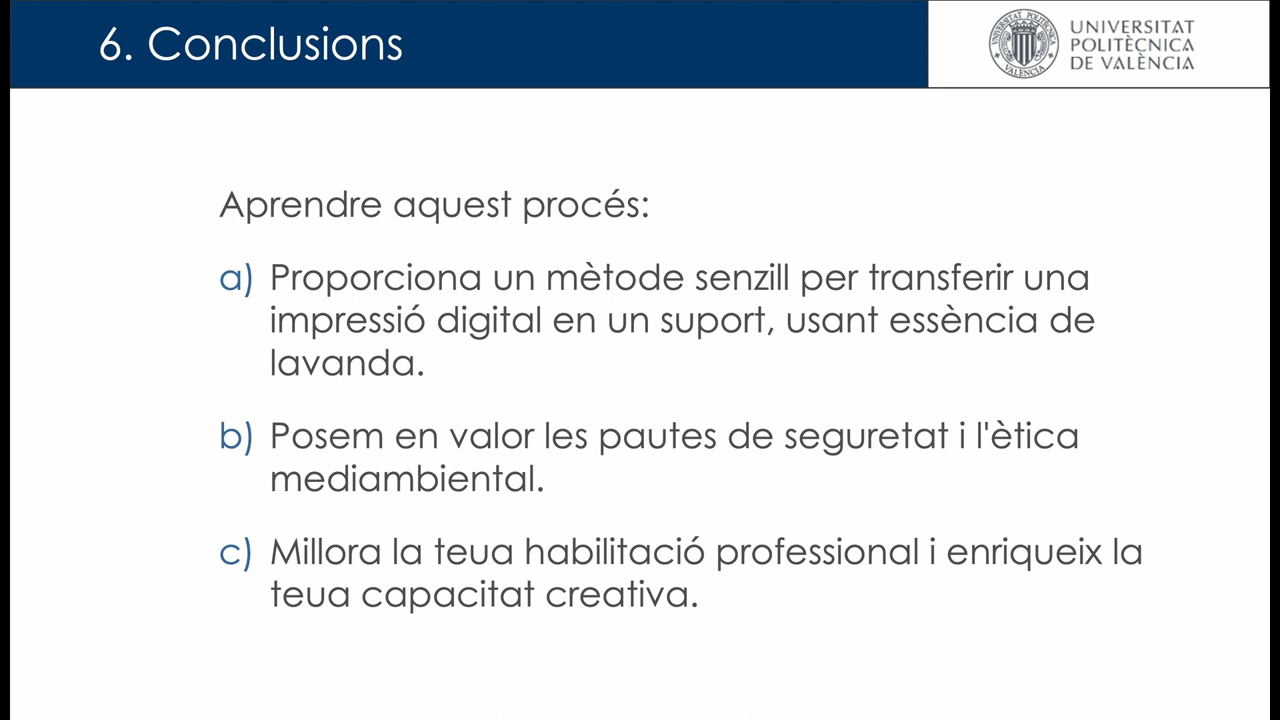 6. Conclusions
UNIVERSITAT
POLITÈCNICA
DE VALÈNCIA
Aprendre aquest procés:
a) Proporciona un mètode senzill per transferir una
impressió digital en un suport, usant essència de
lavanda.
b) Posem en valor les pautes de seguretat i l'ètica
mediambiental.
c) Millora la teua habilitació professional i enriqueix la
teua capacitat creativa.